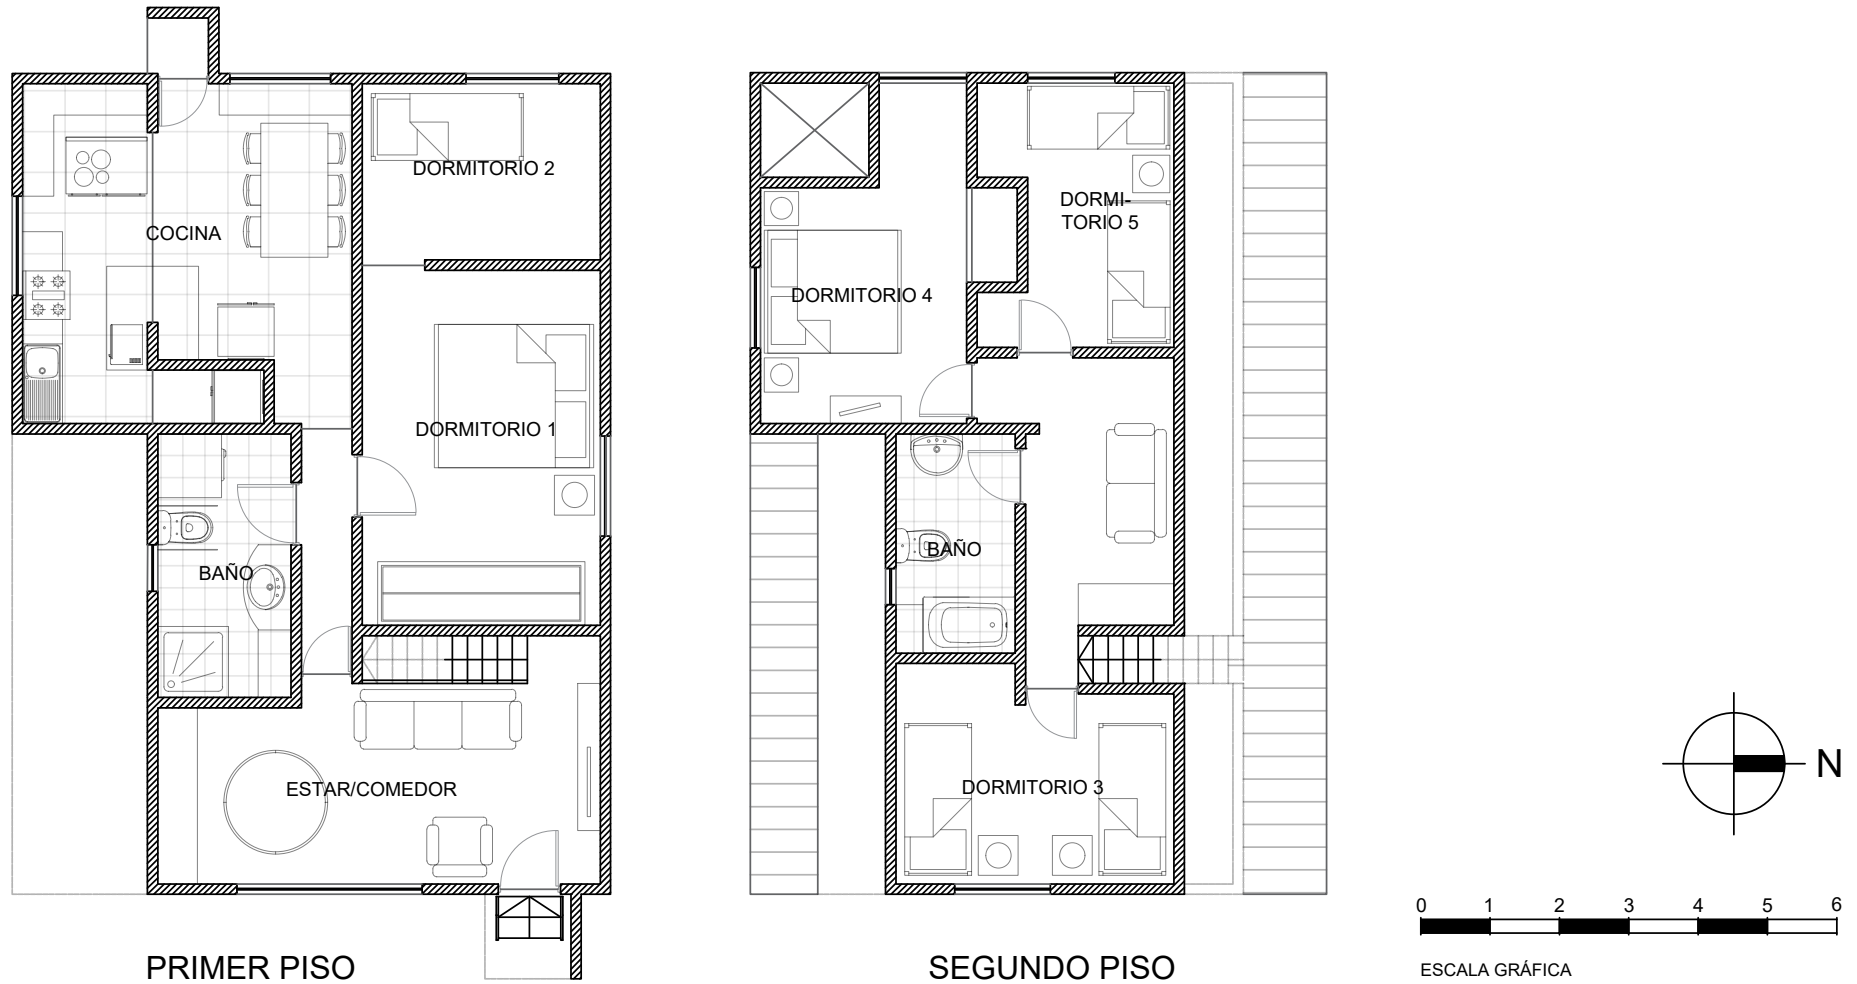 DORMITORIO 2
COCINA
DORMITORIO 1
BAÑO
ESTAR/COMEDOR
PRIMER PISO
DORMI-
TORIO 5
DORMITORIO 4
BAÑO
DORMITORIO 3
SEGUNDO PISO
N
0 1 2 3 4 5 6
ESCALA GRÁFICA